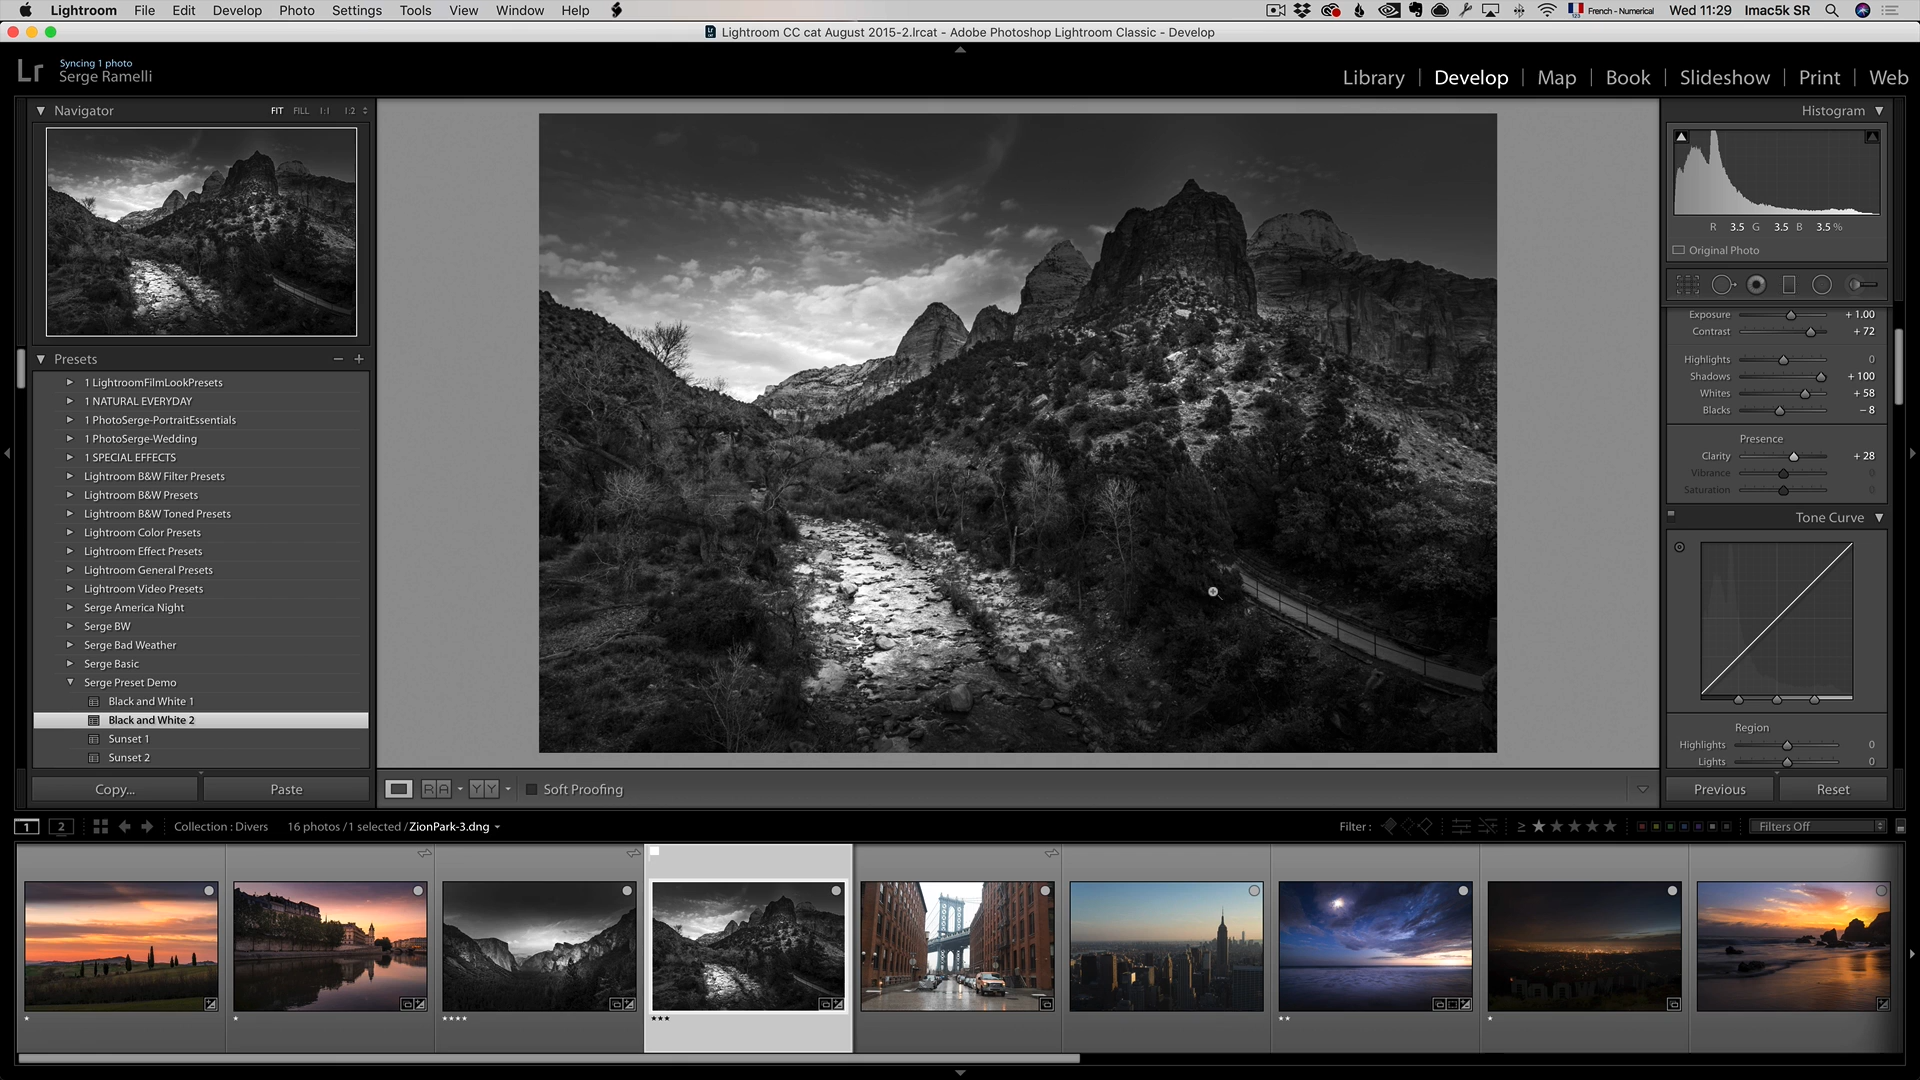 Lightroom File Edit Develop Photo Settings Tools View Window Help
French - Numerical Wed 11:29 Imac5k SR
Lightroom CC cat August 2015-2.lrcat - Adobe Photoshop Lightroom Classic - Develop
Lr
Syncing 1 photo
Serge Ramelli
Library | Develop | Map | Book | Slideshow | Print | Web
Navigator FIT FILL 1:1 1:2
Presets
1 LightroomFilmLookPresets
1 NATURAL EVERYDAY
1 PhotoSerge-PortraitEssentials
1 PhotoSerge-Wedding
1 SPECIAL EFFECTS
Lightroom B&W Filter Presets
Lightroom B&W Presets
Lightroom B&W Toned Presets
Lightroom Color Presets
Lightroom Effect Presets
Lightroom General Presets
Lightroom Video Presets
Serge America Night
Serge BW
Serge Bad Weather
Serge Basic
Serge Preset Demo
Black and White 1
Black and White 2
Sunset 1
Sunset 2
Copy...
Paste
Soft Proofing
Histogram
R 3.5 G 3.5 B 3.5 %
Original Photo
Exposure + 1.00
Contrast + 72
Highlights 0
Shadows + 100
Whites + 58
Blacks − 8
Presence
Clarity + 28
Vibrance 0
Saturation 0
Tone Curve
Region
Highlights 0
Lights 0
Previous
Reset
1 2 Collection : Divers 16 photos / 1 selected / ZionPark-3.dng
Filter : ≥ Filters Off